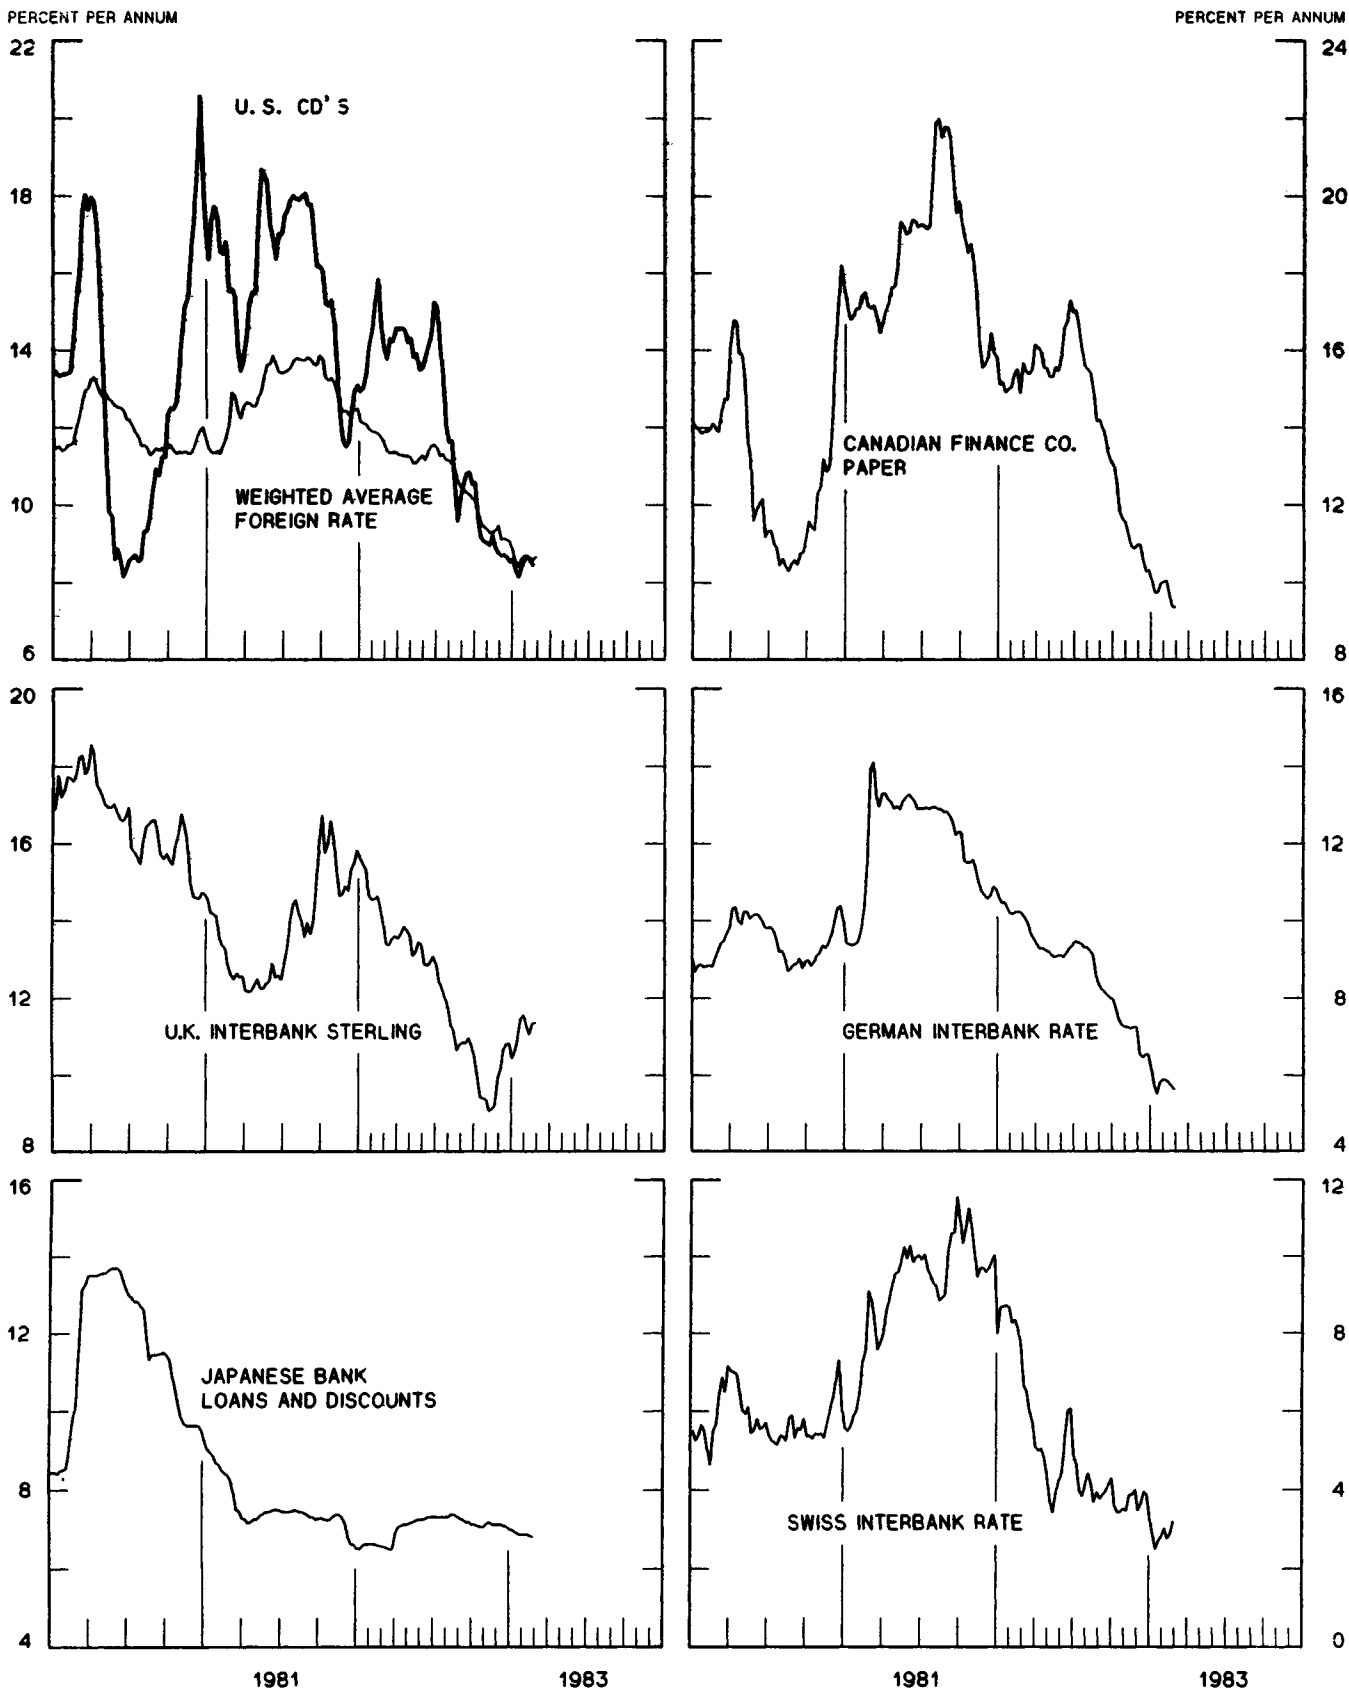 PERCENT PER ANNUM
PERCENT PER ANNUM
22
18
14
10
6
U. S. CD'S
WEIGHTED AVERAGE
FOREIGN RATE
24
20
16
12
8
CANADIAN FINANCE CO.
PAPER
20
16
12
8
U.K. INTERBANK STERLING
16
12
8
4
GERMAN INTERBANK RATE
16
12
8
4
JAPANESE BANK
LOANS AND DISCOUNTS
12
8
4
0
SWISS INTERBANK RATE
1981
1983
1981
1983